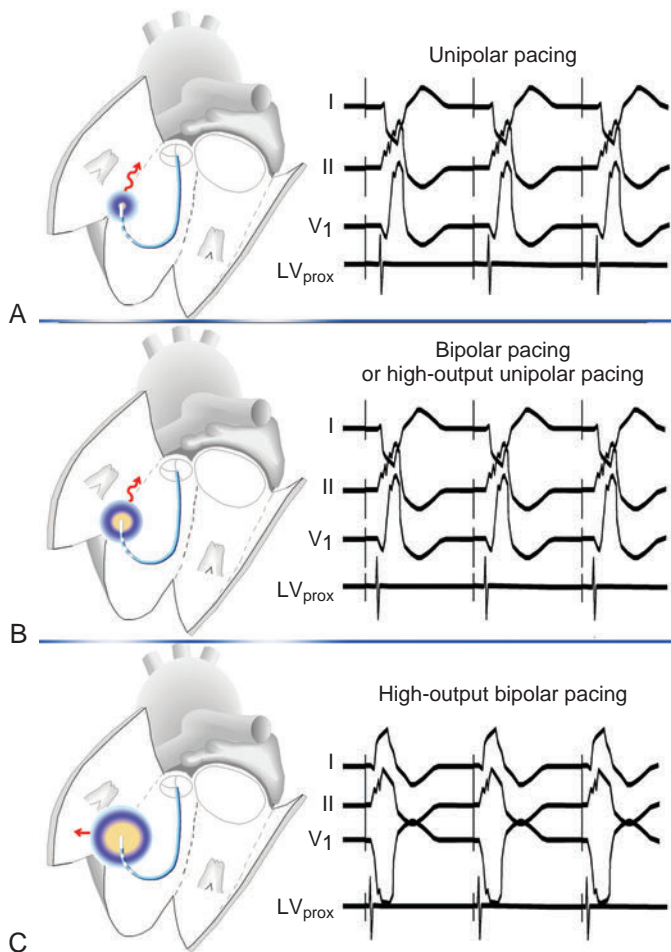 Unipolar pacing
I
II
V1
LVprox
A
Bipolar pacing
or high-output unipolar pacing
I
II
V1
LVprox
B
High-output bipolar pacing
I
II
V1
LVprox
C